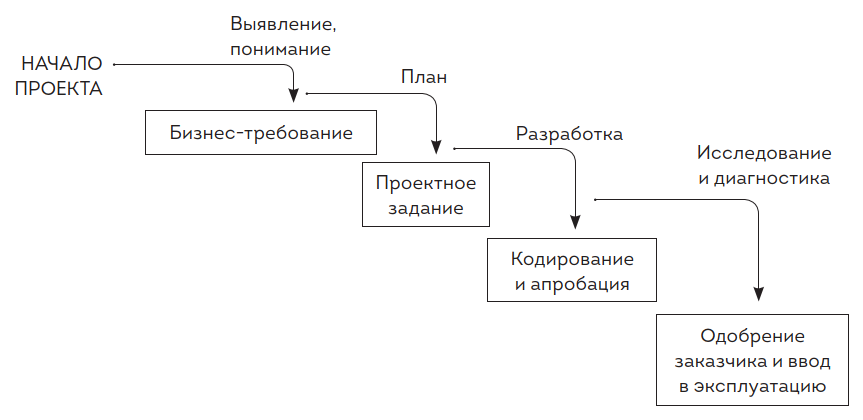 Выявление,
понимание
НАЧАЛО
ПРОЕКТА
План
Бизнес-требование
Разработка
Исследование
и диагностика
Проектное
задание
Кодирование
и апробация
Одобрение
заказчика и ввод
в эксплуатацию